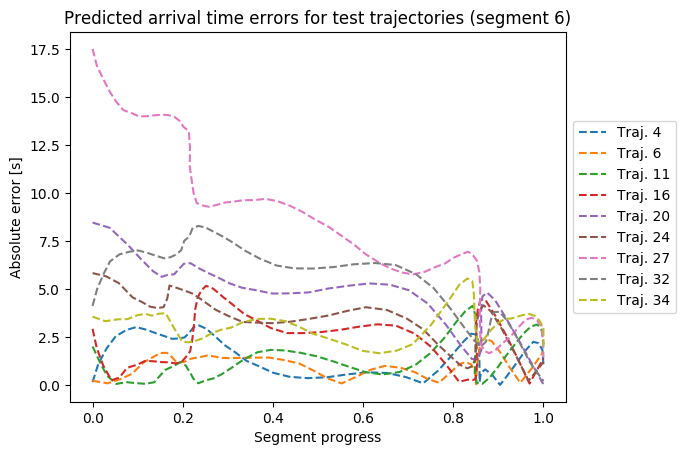 Predicted arrival time errors for test trajectories (segment 6)
Absolute error [s]
17.5
15.0
12.5
10.0
7.5
5.0
2.5
0.0
0.0 0.2 0.4 0.6 0.8 1.0
Segment progress
Traj. 4
Traj. 6
Traj. 11
Traj. 16
Traj. 20
Traj. 24
Traj. 27
Traj. 32
Traj. 34